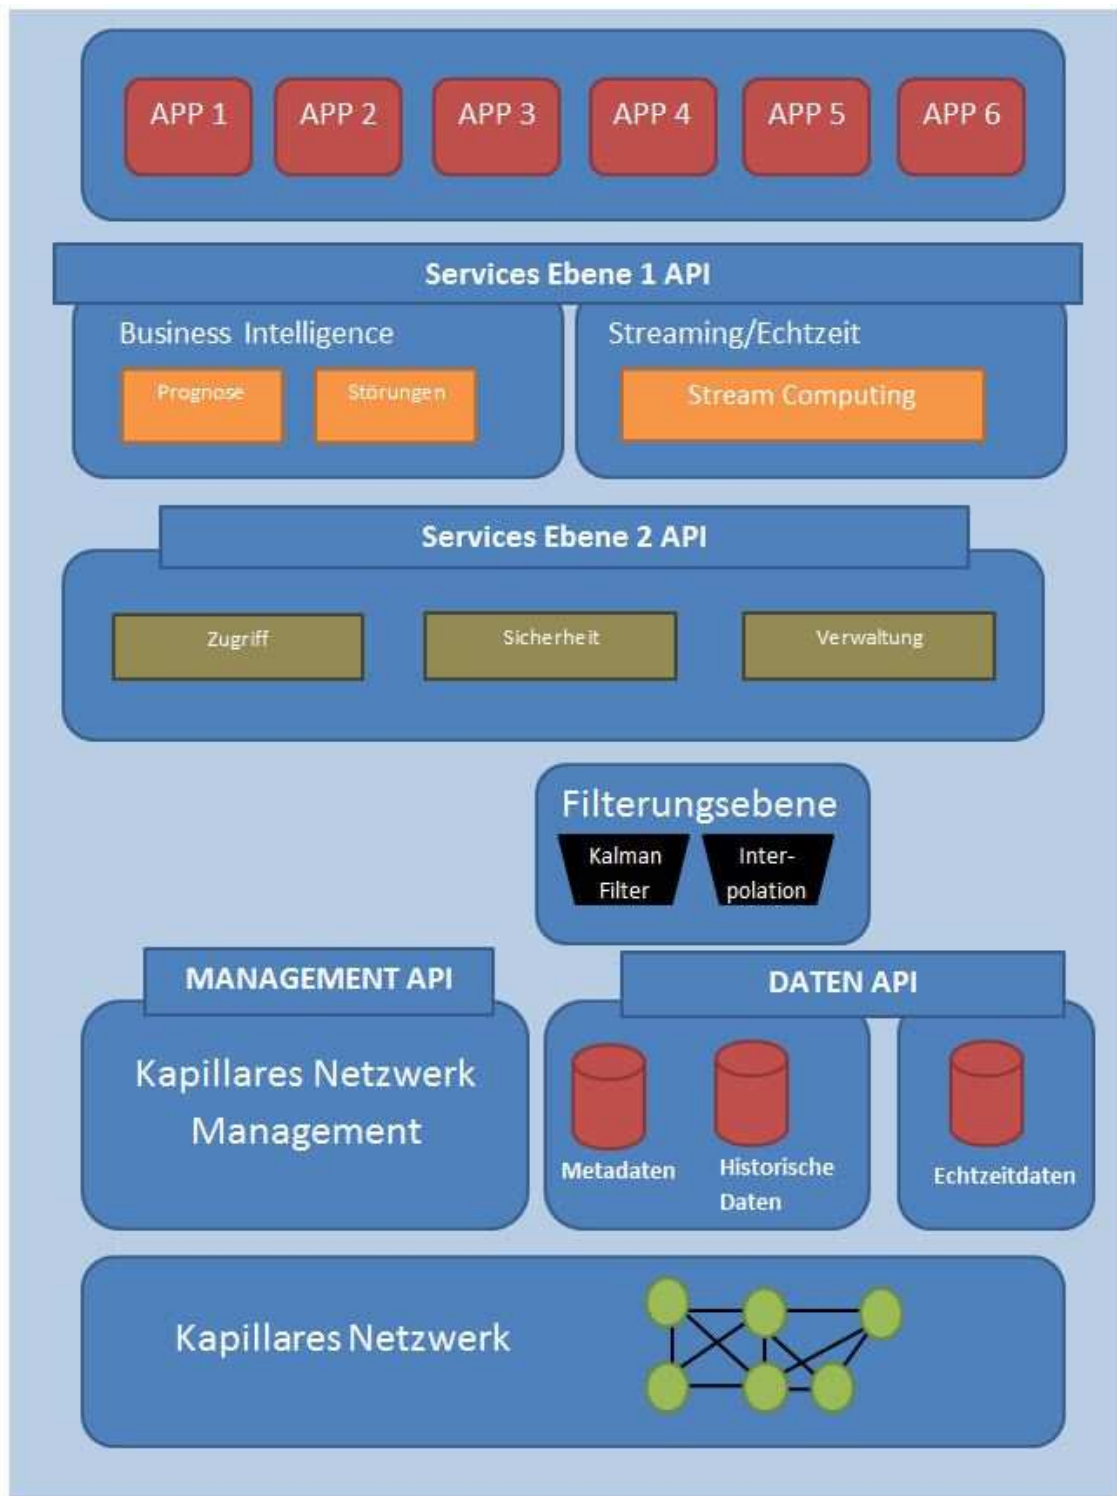 APP 1
APP 2
APP 3
APP 4
APP 5
APP 6
Services Ebene 1 API
Business Intelligence
Prognose
Störungen
Streaming/Echtzeit
Stream Computing
Services Ebene 2 API
Zugriff
Sicherheit
Verwaltung
Filterungsebene
Kalman
Filter
Inter-
polation
MANAGEMENT API
Kapillares Netzwerk
Management
DATEN API
Metadaten
Historische
Daten
Echtzeitdaten
Kapillares Netzwerk